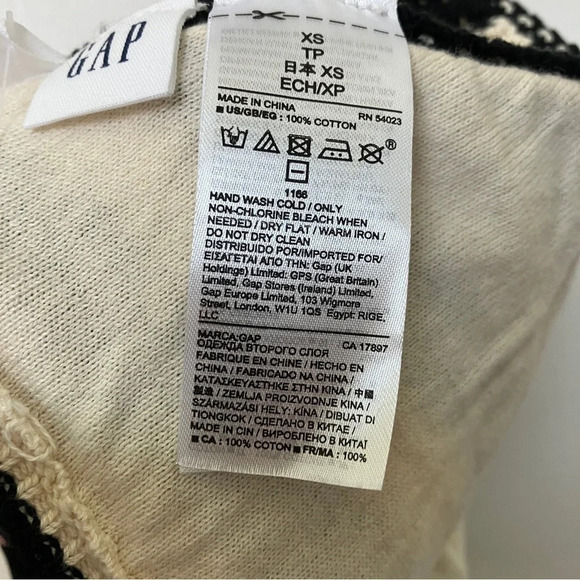 GAP
XS
TP
日本 XS
ECH/XP
MADE IN CHINA RN 54023
■ US/GB/EG : 100% COTTON
®
1166
HAND WASH COLD / ONLY
NON-CHLORINE BLEACH WHEN
NEEDED / DRY FLAT / WARM IRON /
DO NOT DRY CLEAN
DISTRIBUIDO POR/IMPORTED FOR/
ΕΙΣΑΓΕΤΑΙ ΑΠΟ ΤΗΝ: Gap (UK
Holdings) Limited: GPS (Great Britain)
Limited, Gap Stores (Ireland) Limited,
Gap Europe Limited, 103 Wigmore
Street, London, W1U 1QS Egypt: RIGE,
LLC
MARCA:GAP CA 17897
ОДЕЖДА ВТОРОГО СЛОЯ
FABRIQUE EN CHINE / HECHO EN
CHINA / FABRICADO NA CHINA /
ΚΑΤΑΣΚΕΥΑΣΤΗΚΕ ΣΤΗΝ ΚΙΝΑ / 中國
製 / ZEMLJA PROIZVODNJE KINA /
SZÁRMAZÁSI HELY: KÍNA / DIBUAT DI
TIONGKOK / СДЕЛАНО В КИТАЕ /
MADE IN CIN / ВИРОБЛЕНО В КИТАЇ
■ CA : 100% COTON ■ FR/MA : 100%